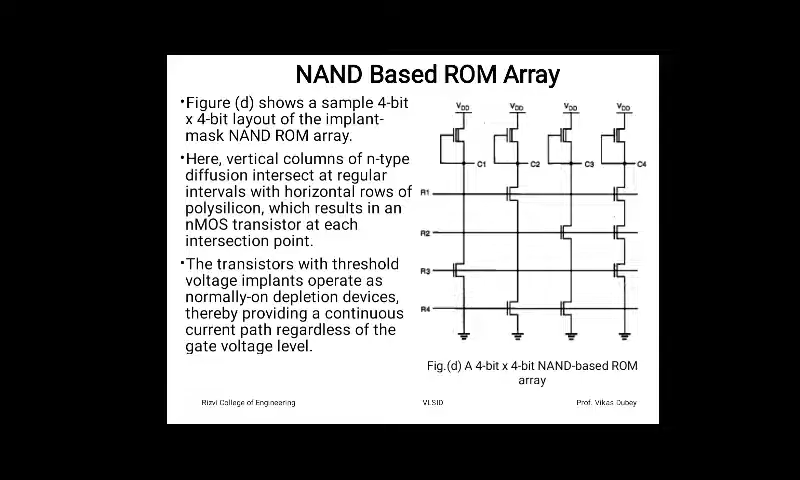 NAND Based ROM Array
•Figure (d) shows a sample 4-bit
x 4-bit layout of the implant-
mask NAND ROM array.
•Here, vertical columns of n-type
diffusion intersect at regular
intervals with horizontal rows of
polysilicon, which results in an
nMOS transistor at each
intersection point.
•The transistors with threshold
voltage implants operate as
normally-on depletion devices,
thereby providing a continuous
current path regardless of the
gate voltage level.
VDD VDD VDD VDD
C1 C2 C3 C4
R1
R2
R3
R4
Fig.(d) A 4-bit x 4-bit NAND-based ROM
array
Rizvi College of Engineering VLSID Prof. Vikas Dubey